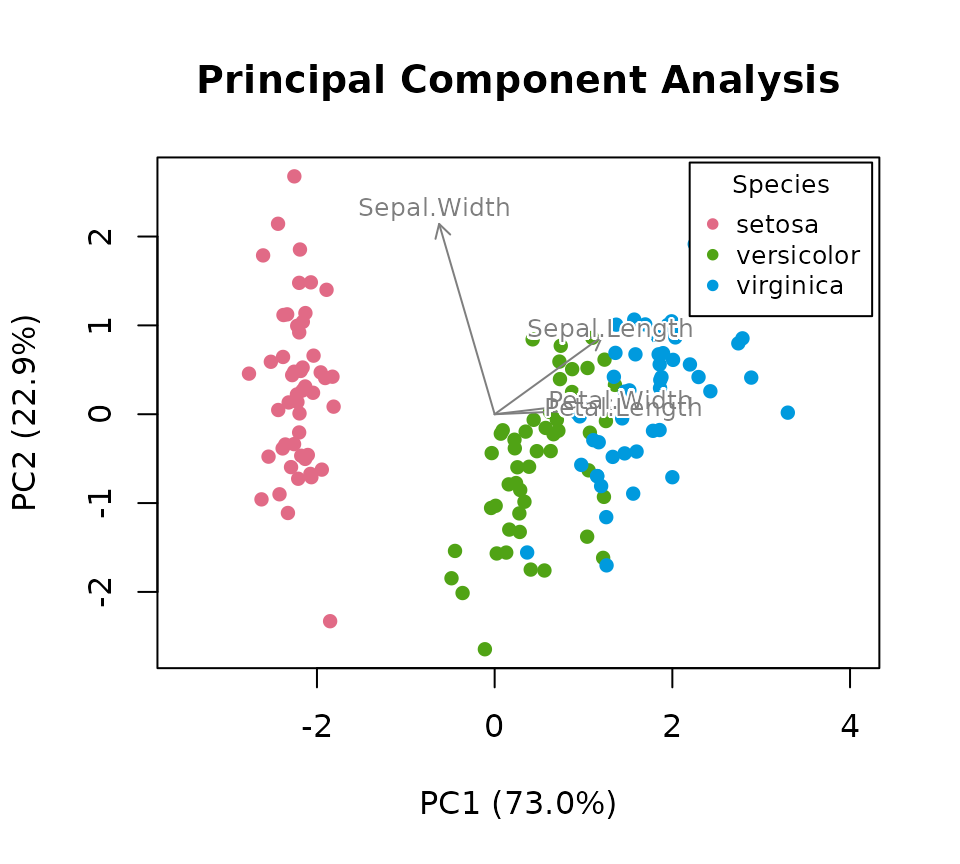 Principal Component Analysis
Sepal.Width
Species
setosa
versicolor
virginica
Sepal.Length
Petal.Width
Petal.Length
2
1
0
-1
-2
PC2 (22.9%)
-2
0
2
4
PC1 (73.0%)